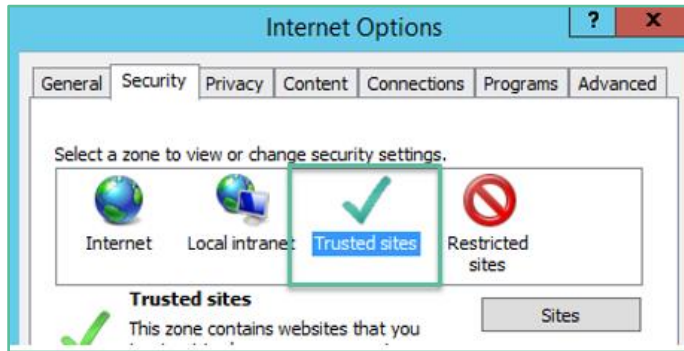 Internet Options
? x
General Security Privacy Content Connections Programs Advanced
Select a zone to view or change security settings.
Internet Local intranet Trusted sites Restricted
sites
Trusted sites
Sites
This zone contains websites that you